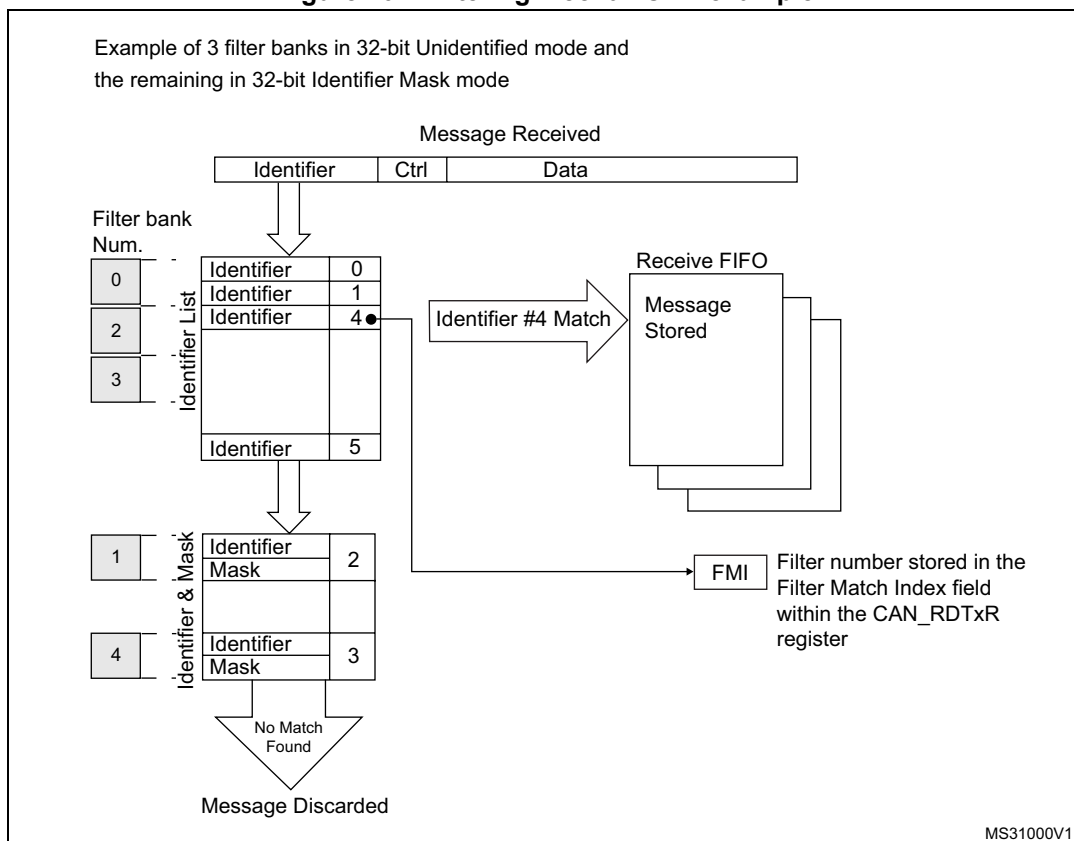 Example of 3 filter banks in 32-bit Unidentified mode and
the remaining in 32-bit Identifier Mask mode
Message Received
Identifier Ctrl Data
Filter bank
Num.
0
2
3
Identifier List
Identifier 0
Identifier 1
Identifier 4
Identifier 5
Identifier #4 Match
Receive FIFO
Message
Stored
1
4
Identifier & Mask
Identifier
Mask
2
Identifier
Mask
3
FMI
Filter number stored in the
Filter Match Index field
within the CAN_RDTxR
register
No Match
Found
Message Discarded
MS31000V1